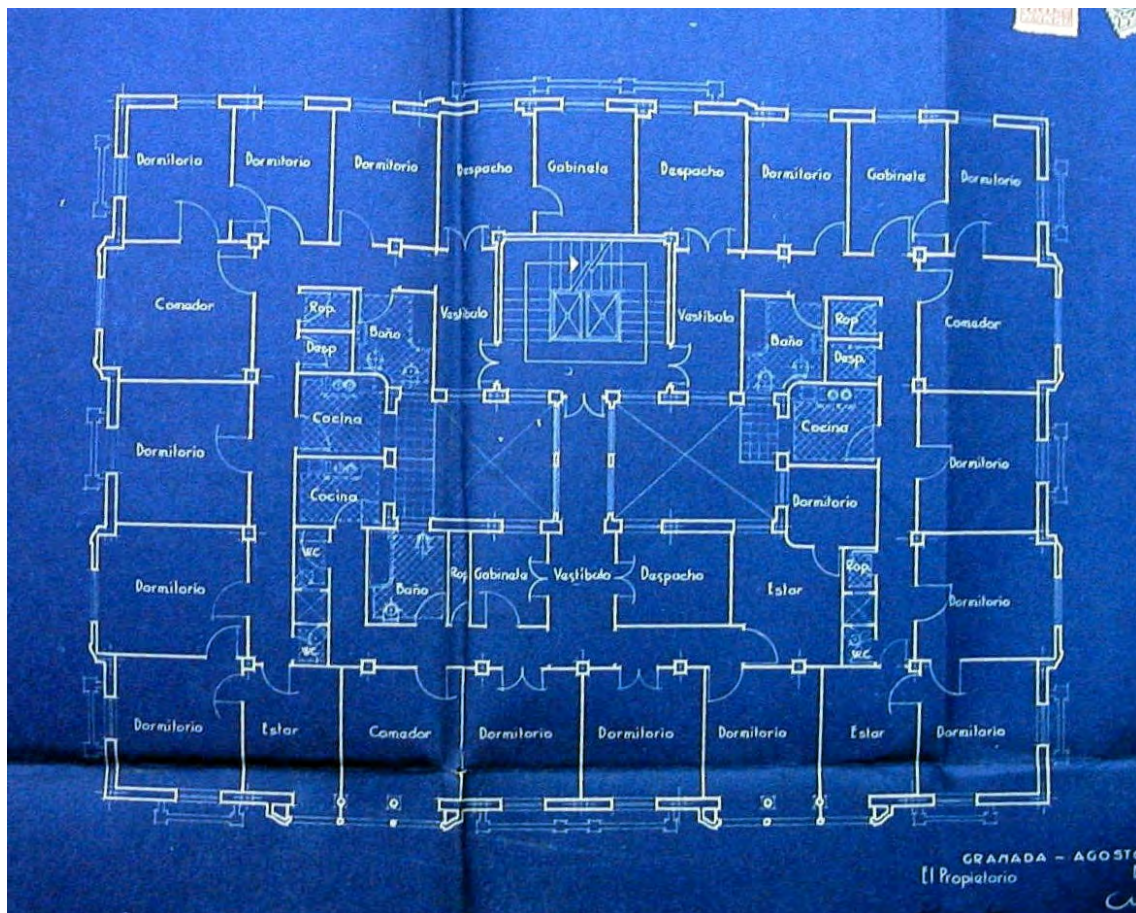 Dormitorio
Dormitorio
Dormitorio
Despacho
Gabinete
Despacho
Dormitorio
Gabinete
Dormitorio
Comedor
Rop.
Baño
Vestíbulo
Vestíbulo
Baño
Rop
Comedor
Desp
Desp.
Cocina
Cocina
Dormitorio
Dormitorio
Cocina
Dormitorio
WC
Rop
Gabinete
Vestíbulo
Despacho
Estar
Rop.
Dormitorio
Baño
Dormitorio
WC
WC
Dormitorio
Estar
Comedor
Dormitorio
Dormitorio
Dormitorio
Estar
Dormitorio
GRANADA - AGOSTO
El Propietario